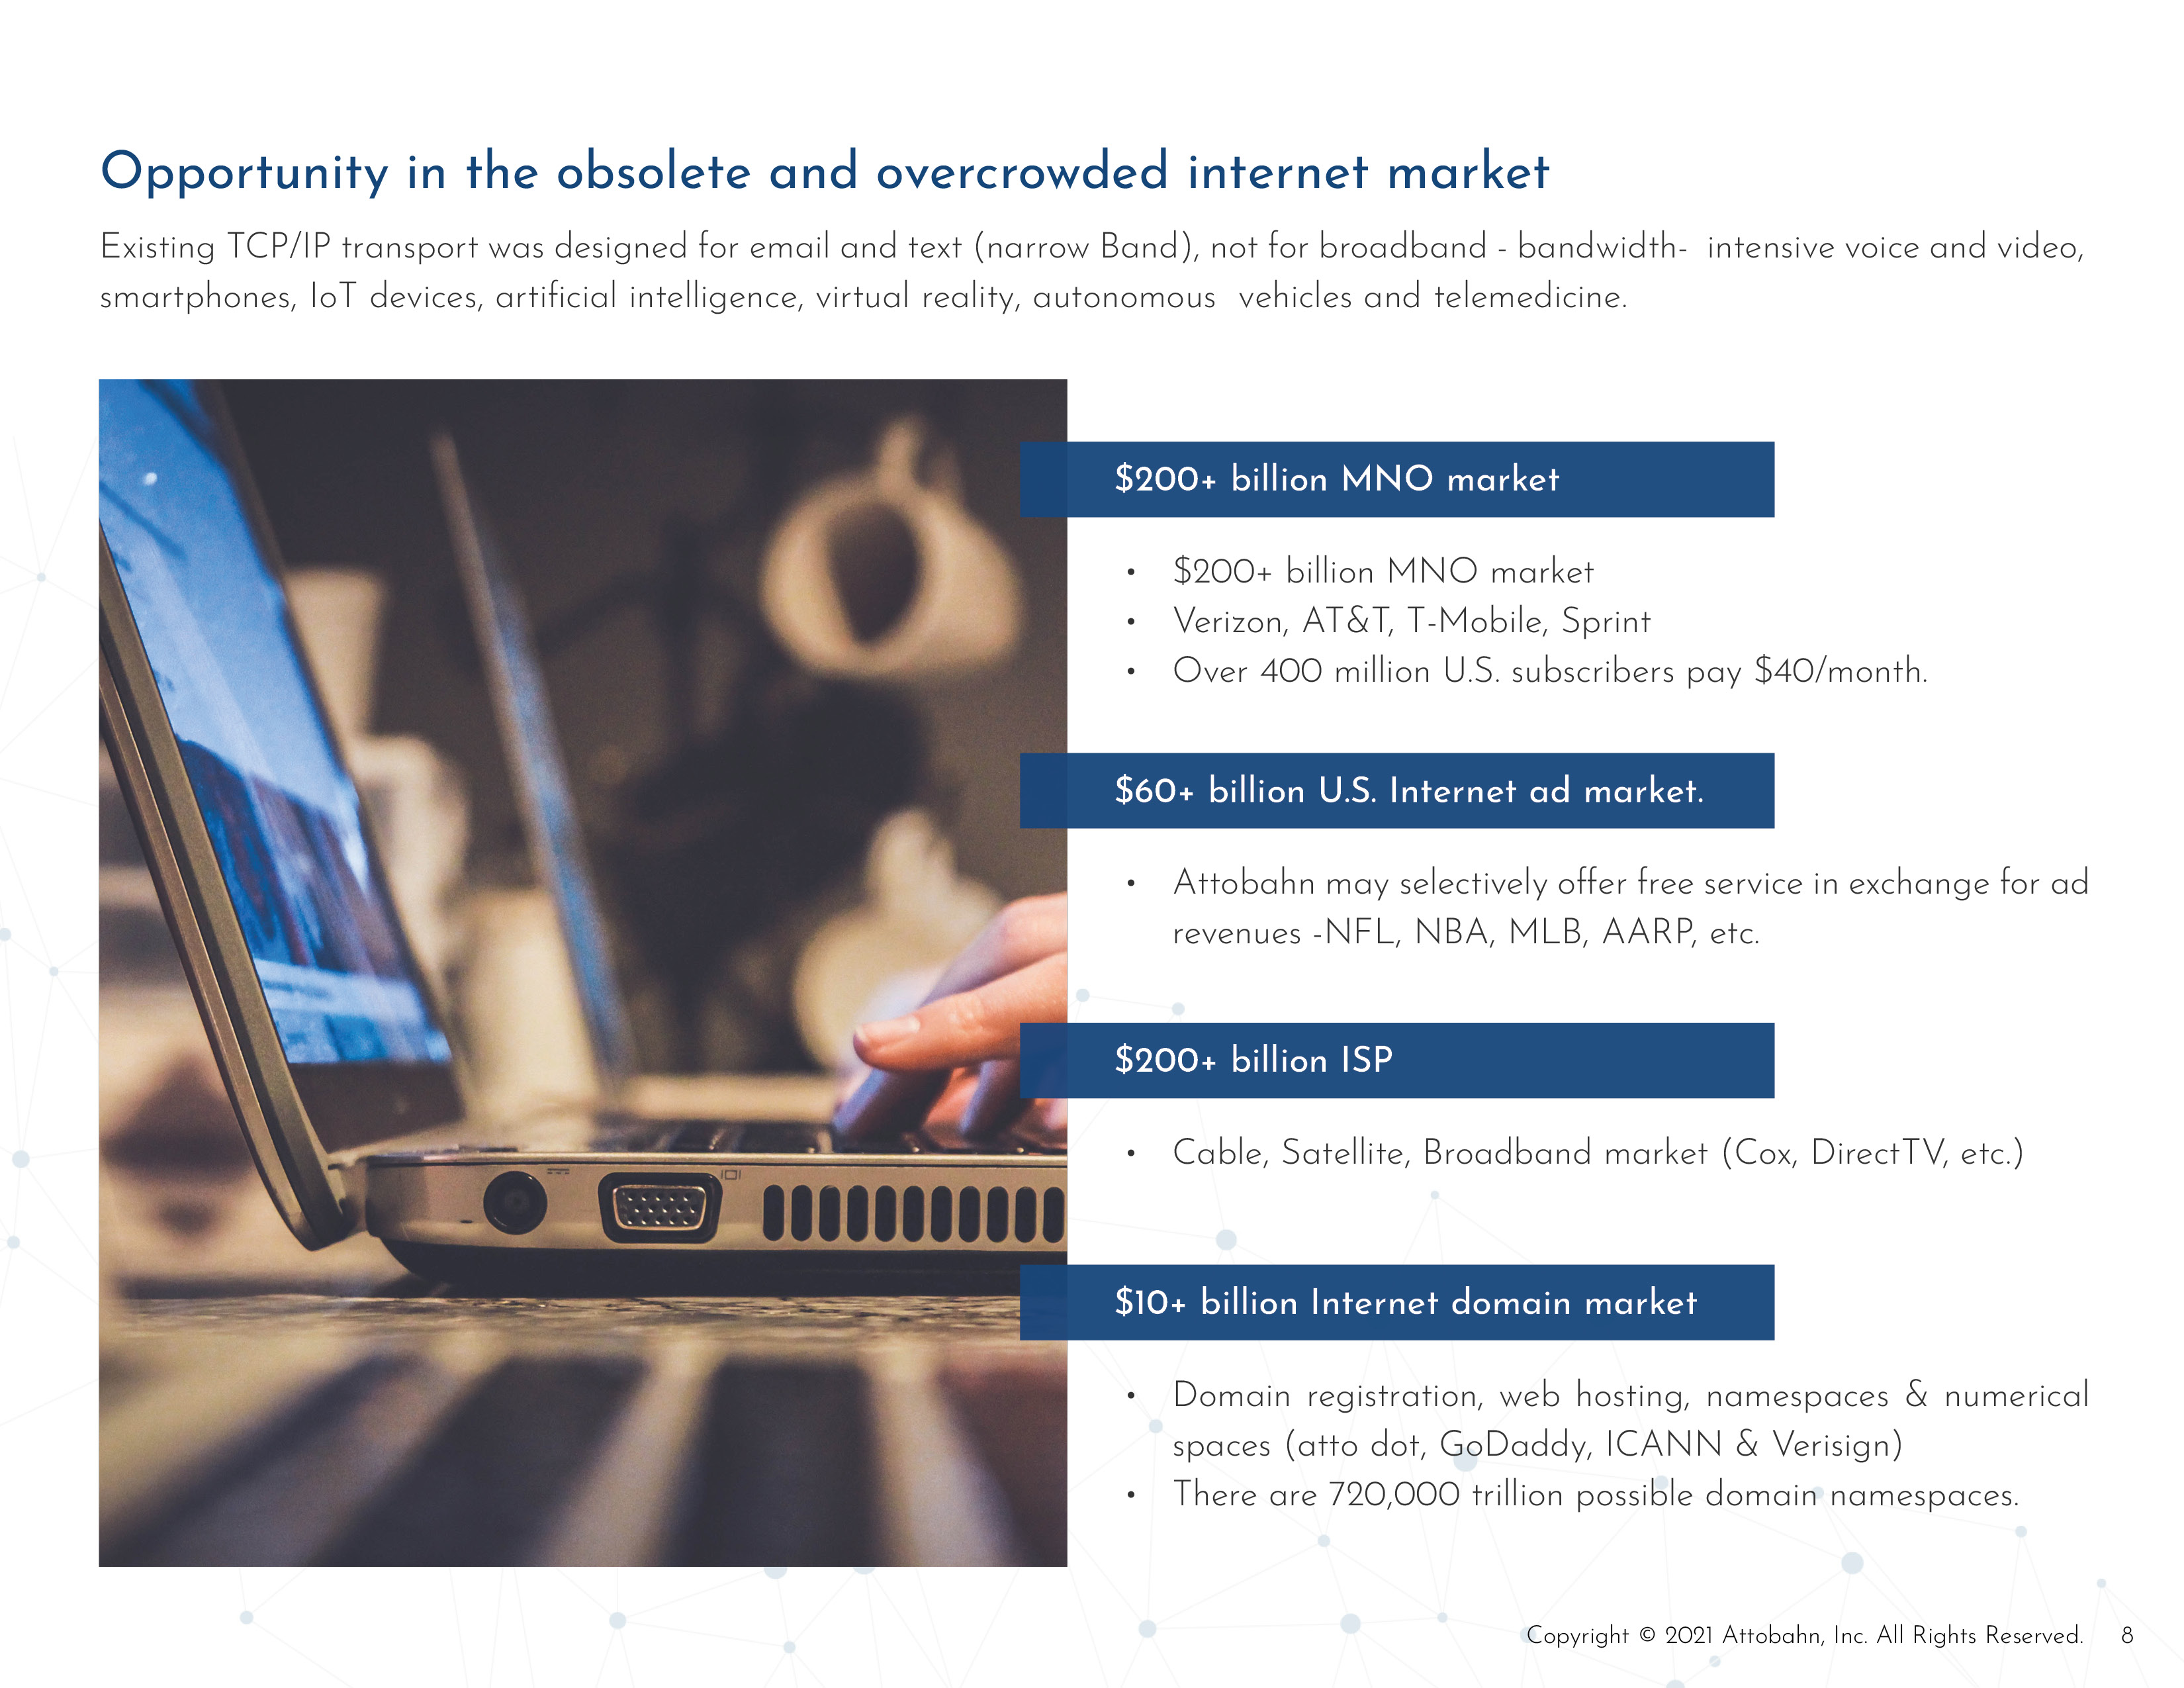 Opportunity in the obsolete and overcrowded internet market
Existing TCP/IP transport was designed for email and text (narrow Band), not for broadband - bandwidth-  intensive voice and video,
smartphones, IoT devices, artificial intelligence, virtual reality, autonomous  vehicles and telemedicine.
$200+ billion MNO market
• $200+ billion MNO market
• Verizon, AT&T, T-Mobile, Sprint
• Over 400 million U.S. subscribers pay $40/month.
$60+ billion U.S. Internet ad market.
• Attobahn may selectively offer free service in exchange for ad
revenues -NFL, NBA, MLB, AARP, etc.
$200+ billion ISP
• Cable, Satellite, Broadband market (Cox, DirectTV, etc.)
$10+ billion Internet domain market
• Domain registration, web hosting, namespaces & numerical
spaces (atto dot, GoDaddy, ICANN & Verisign)
• There are 720,000 trillion possible domain namespaces.
Copyright © 2021 Attobahn, Inc. All Rights Reserved. 8